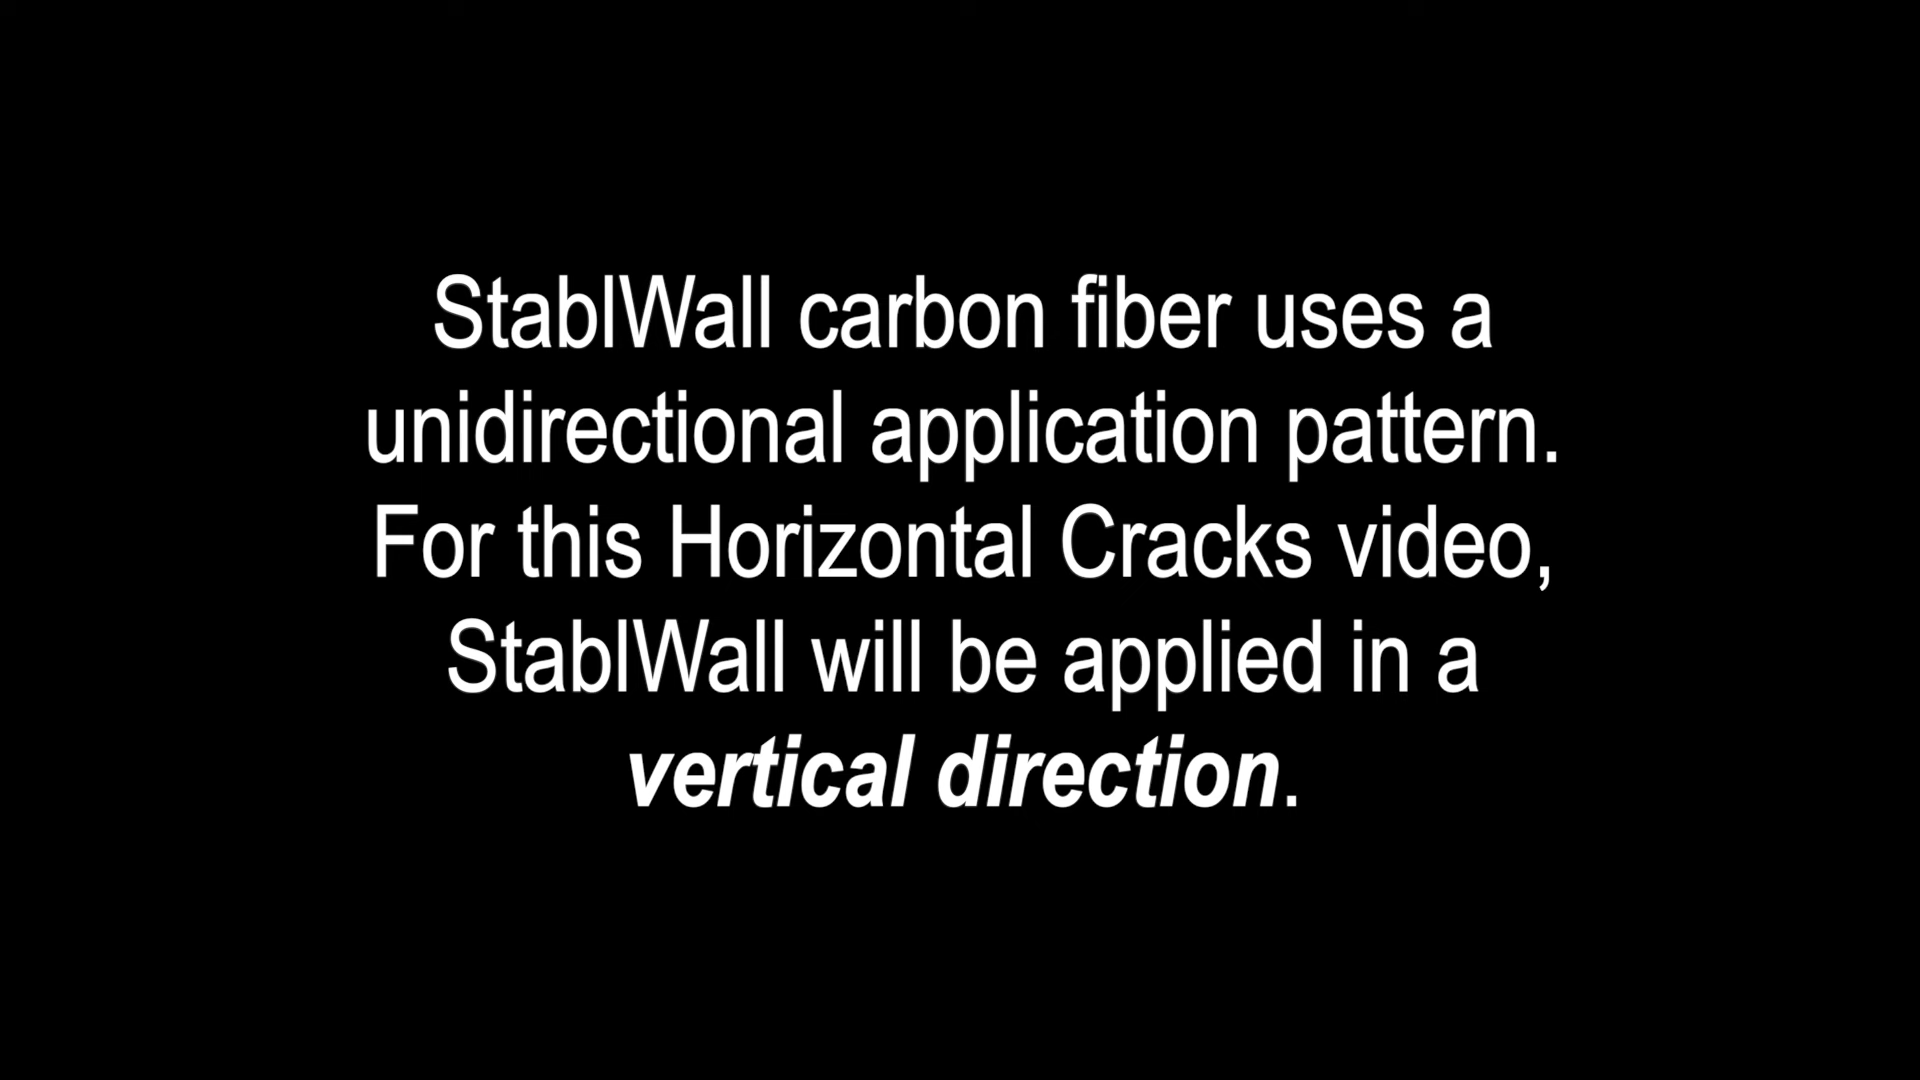 StablWall carbon fiber uses a
unidirectional application pattern.
For this Horizontal Cracks video,
StablWall will be applied in a
vertical direction.